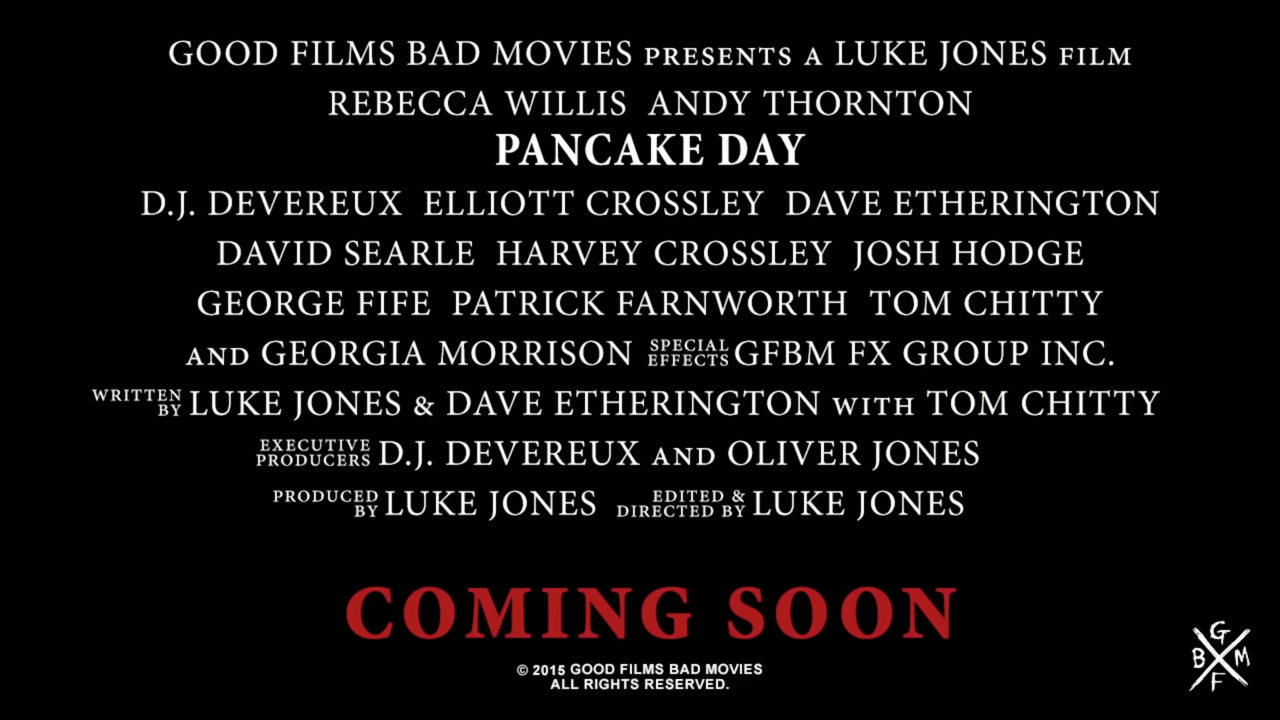 GOOD FILMS BAD MOVIES PRESENTS A LUKE JONES FILM
REBECCA WILLIS ANDY THORNTON
PANCAKE DAY
D.J. DEVEREUX ELLIOTT CROSSLEY DAVE ETHERINGTON
DAVID SEARLE HARVEY CROSSLEY JOSH HODGE
GEORGE FIFE PATRICK FARNWORTH TOM CHITTY
AND GEORGIA MORRISON SPECIAL EFFECTS GFBM FX GROUP INC.
WRITTEN BY LUKE JONES & DAVE ETHERINGTON WITH TOM CHITTY
EXECUTIVE PRODUCERS D.J. DEVEREUX AND OLIVER JONES
PRODUCED BY LUKE JONES EDITED & DIRECTED BY LUKE JONES
COMING SOON
© 2015 GOOD FILMS BAD MOVIES
ALL RIGHTS RESERVED.
G
B M
F